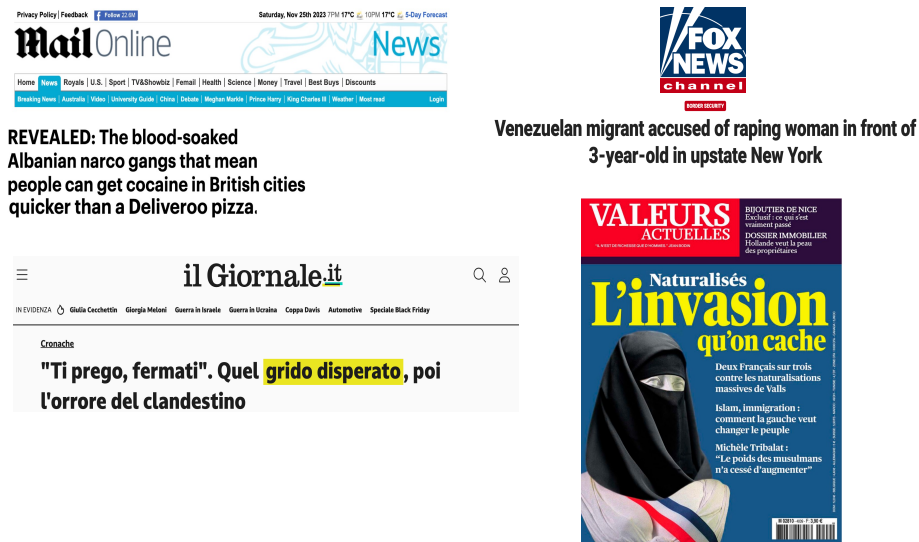 Privacy Policy | Feedback
Follow 22.6M
Saturday, Nov 25th 2023 7PM 17°C 10PM 17°C 5-Day Forecast
Mail Online
News
Home News Royals U.S. Sport TV&Showbiz Femail Health Science Money Travel Best Buys Discounts
Breaking News Australia Video University Guide China Debate Meghan Markle Prince Harry King Charles III Weather Most read Login
REVEALED: The blood-soaked
Albanian narco gangs that mean
people can get cocaine in British cities
quicker than a Deliveroo pizza.
il Giornale.it
IN EVIDENZA Giulia Cecchettin Giorgia Meloni Guerra in Israele Guerra in Ucraina Coppa Davis Automotive Speciale Black Friday
Cronache
"Ti prego, fermati". Quel grido disperato, poi
l'orrore del clandestino
FOX
NEWS
channel
BORDER SECURITY
Venezuelan migrant accused of raping woman in front of
3-year-old in upstate New York
VALEURS
ACTUELLES
"IL N'EST DE RICHESSE QUE D'HOMMES." JEAN BODIN
BIJOUTIER DE NICE
Exclusif : ce qui s'est
vraiment passé
DOSSIER IMMOBILIER
Hollande veut la peau
des propriétaires
Naturalisés
L'invasion
qu'on cache
Deux Français sur trois
contre les naturalisations
massives de Valls
Islam, immigration :
comment la gauche veut
changer le peuple
Michèle Tribalat :
"Le poids des musulmans
n'a cessé d'augmenter"